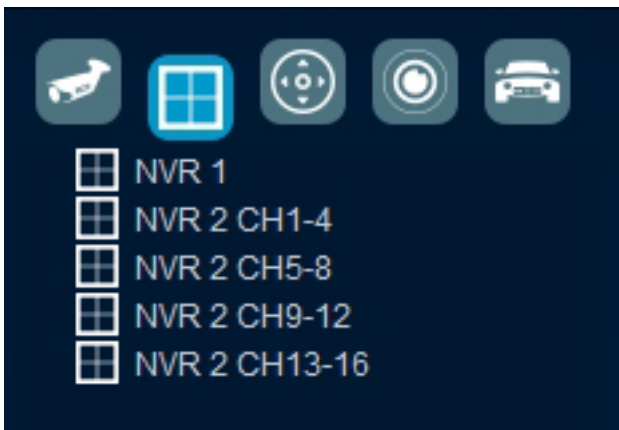 NVR 1
NVR 2 CH1-4
NVR 2 CH5-8
NVR 2 CH9-12
NVR 2 CH13-16